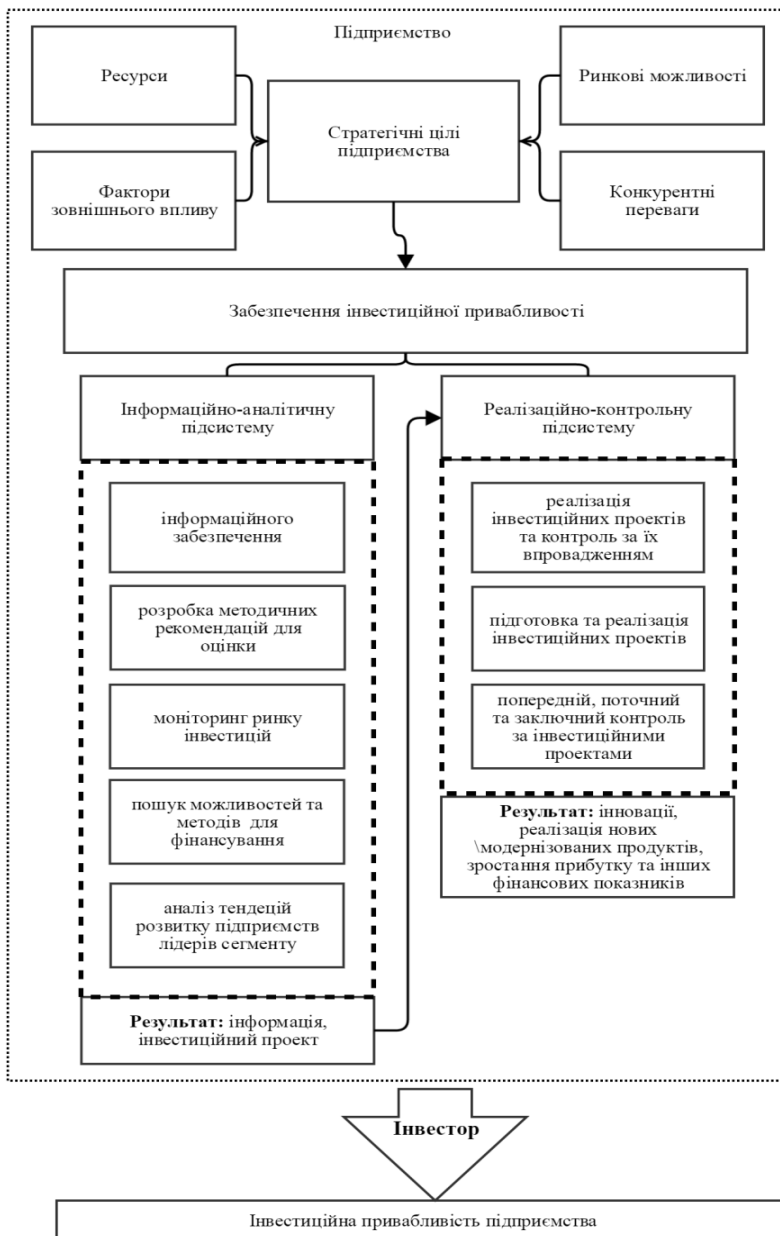 Підприємство
Ресурси
Ринкові можливості
Стратегічні цілі
підприємства
Фактори
зовнішнього впливу
Конкурентні
переваги
Забезпечення інвестиційної привабливості
Інформаційно-аналітичну
підсистему
Реалізаційно-контрольну
підсистему
інформаційного
забезпечення
розробка методичних
рекомендацій для
оцінки
моніторинг ринку
інвестицій
пошук можливостей та
методів для
фінансування
аналіз тендецій
розвитку підприємств
лідерів сегменту
Результат: інформація,
інвестиційний проект
реалізація
інвестиційних проектів
та контроль за їх
впровадженням
підготовка та реалізація
інвестиційних проектів
попередній, поточний
та заключний контроль
за інвестиційними
проектами
Результат: інновації,
реалізація нових
\модернізованих продуктів,
зростання прибутку та інших
фінансових показників
Інвестор
Інвестиційна привабливість підприємства